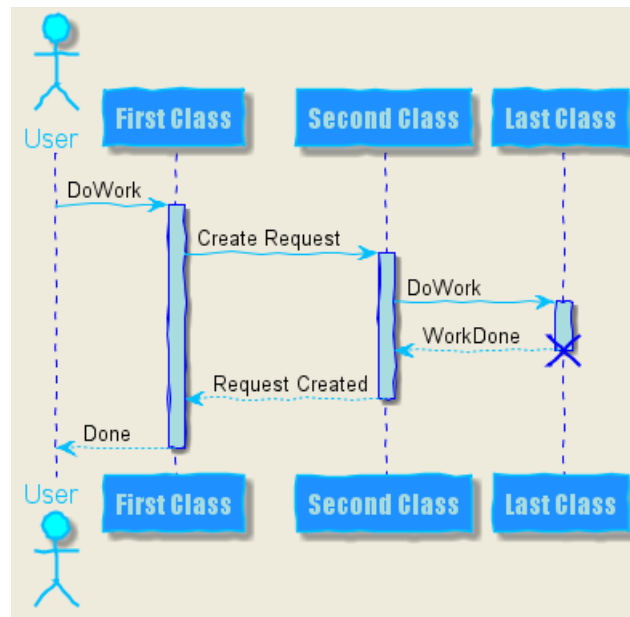 User
First Class
Second Class
Last Class
DoWork
Create Request
DoWork
WorkDone
Request Created
Done
User
First Class
Second Class
Last Class